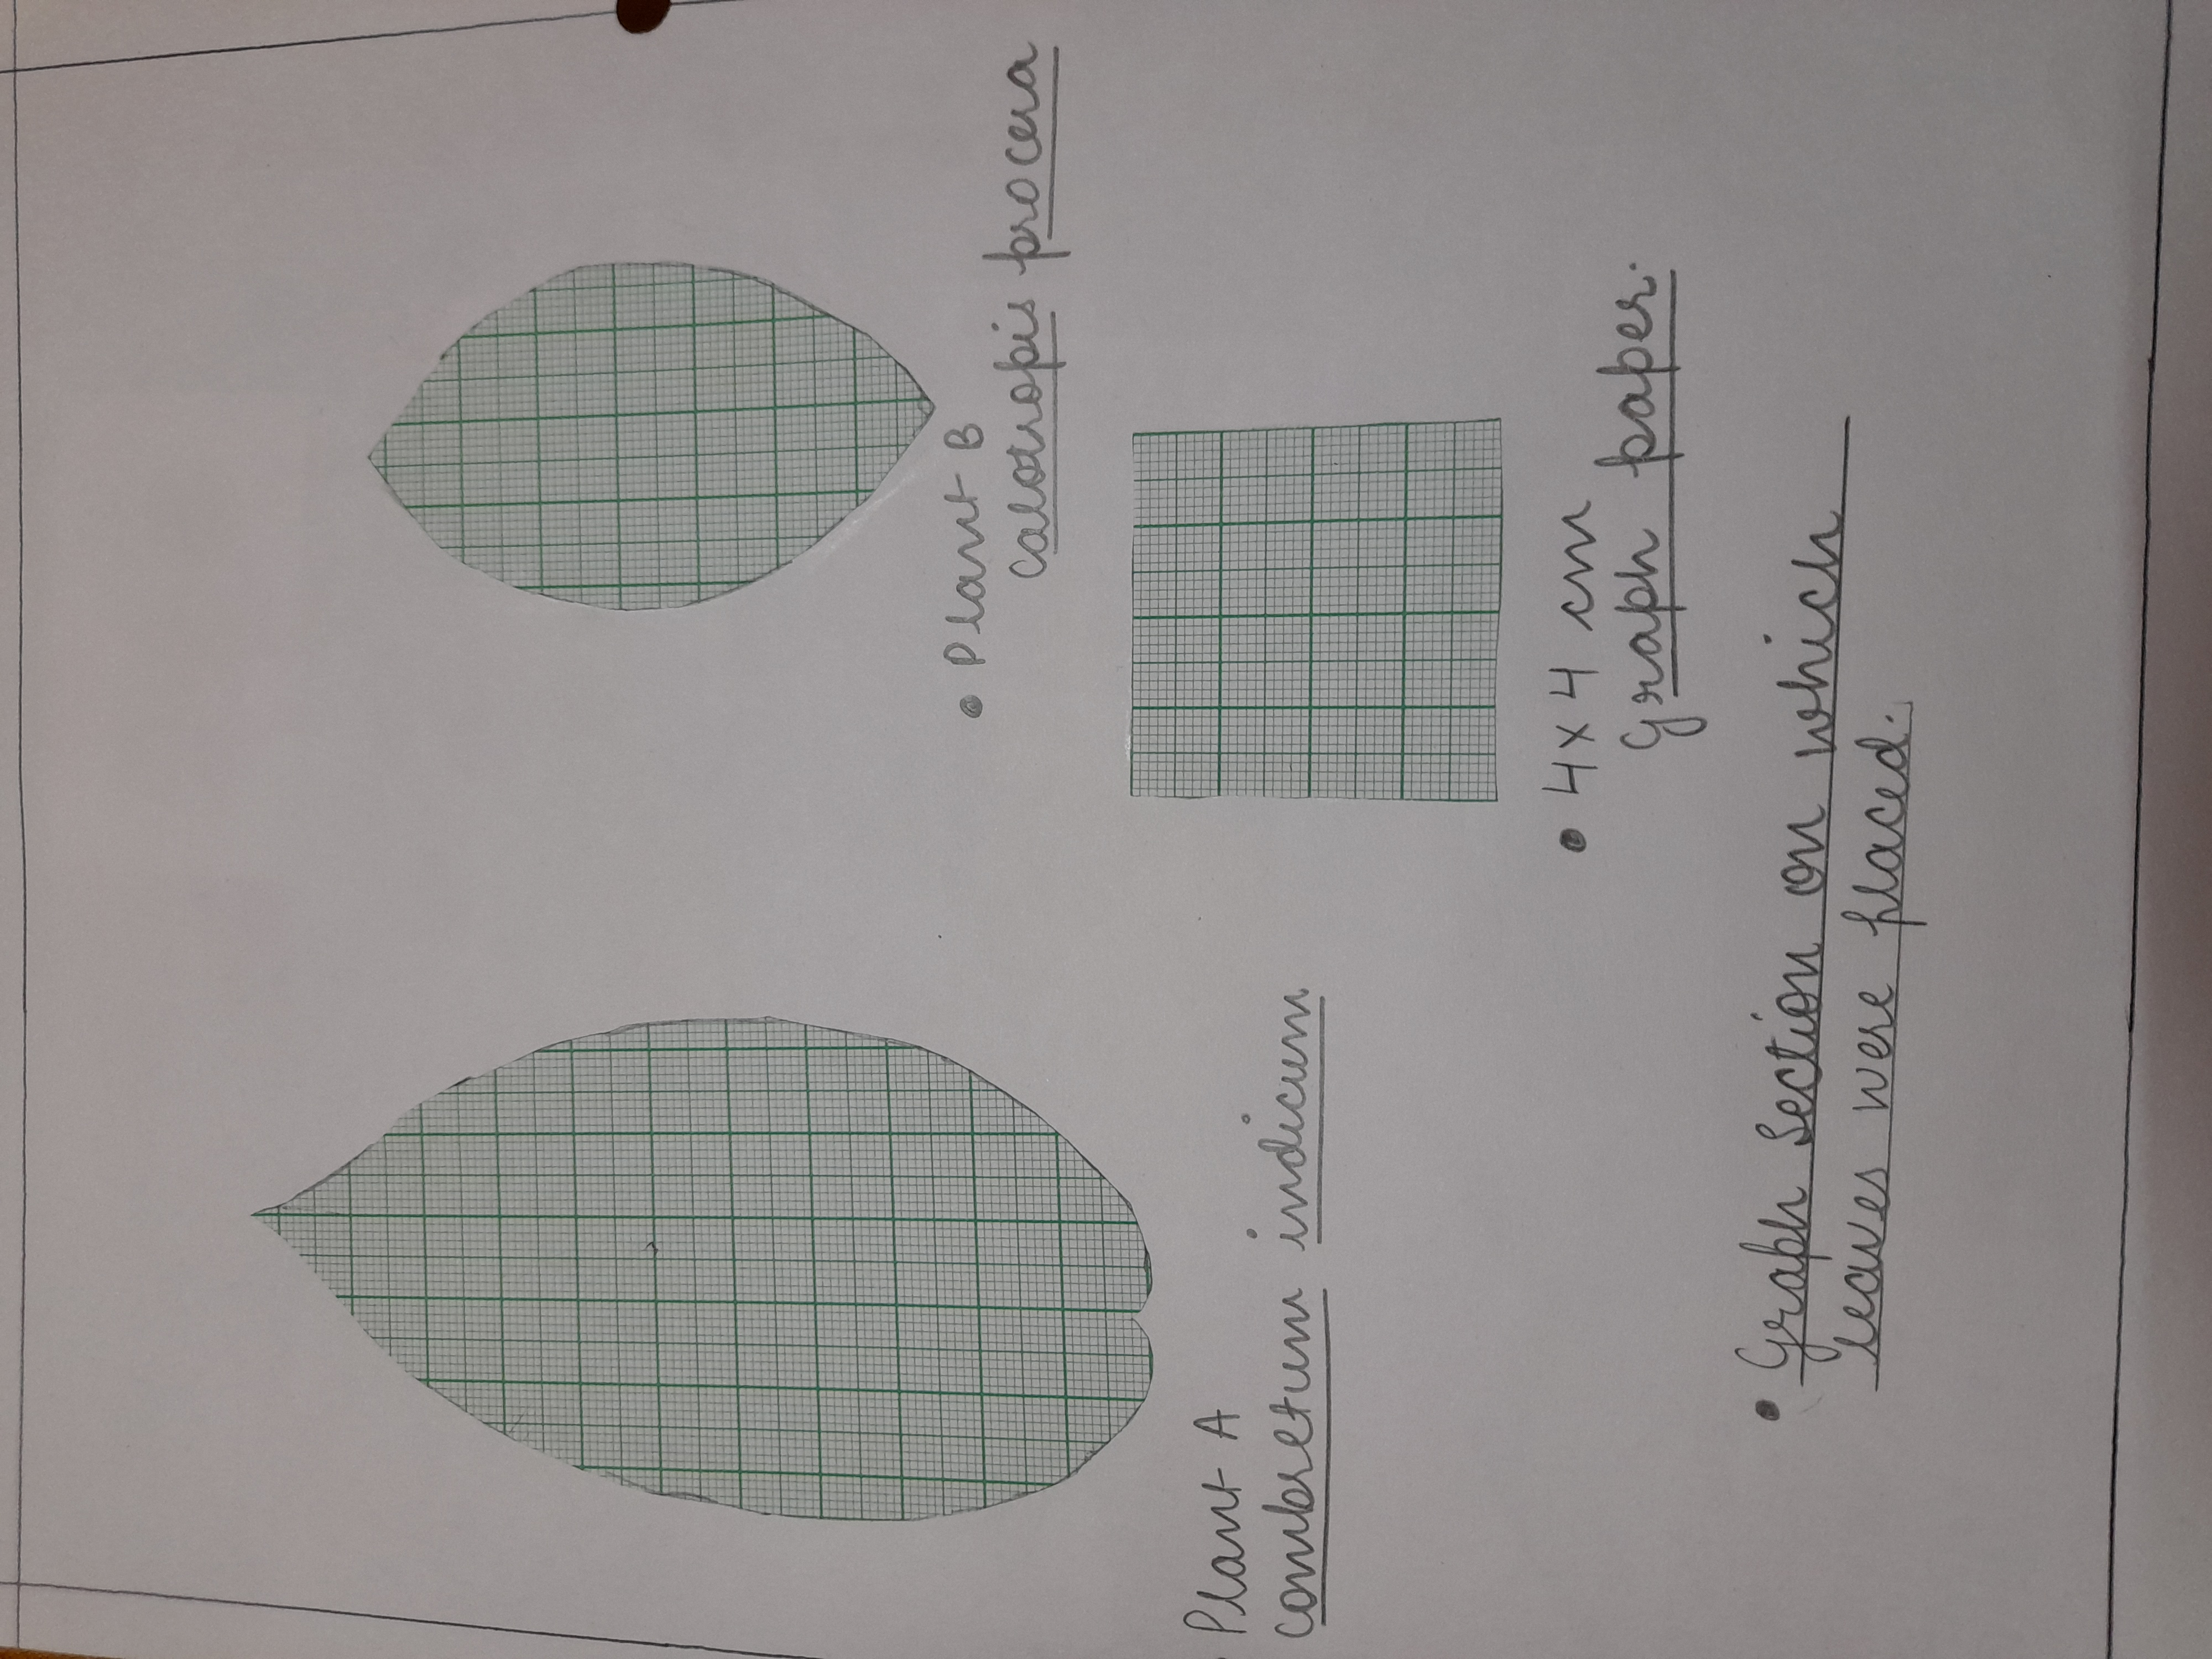 • Plant B
calotropis procera
Plant A
combretum indicum
• 4x4 cm
Graph paper.
• Graph Section on which
leaves were placed.